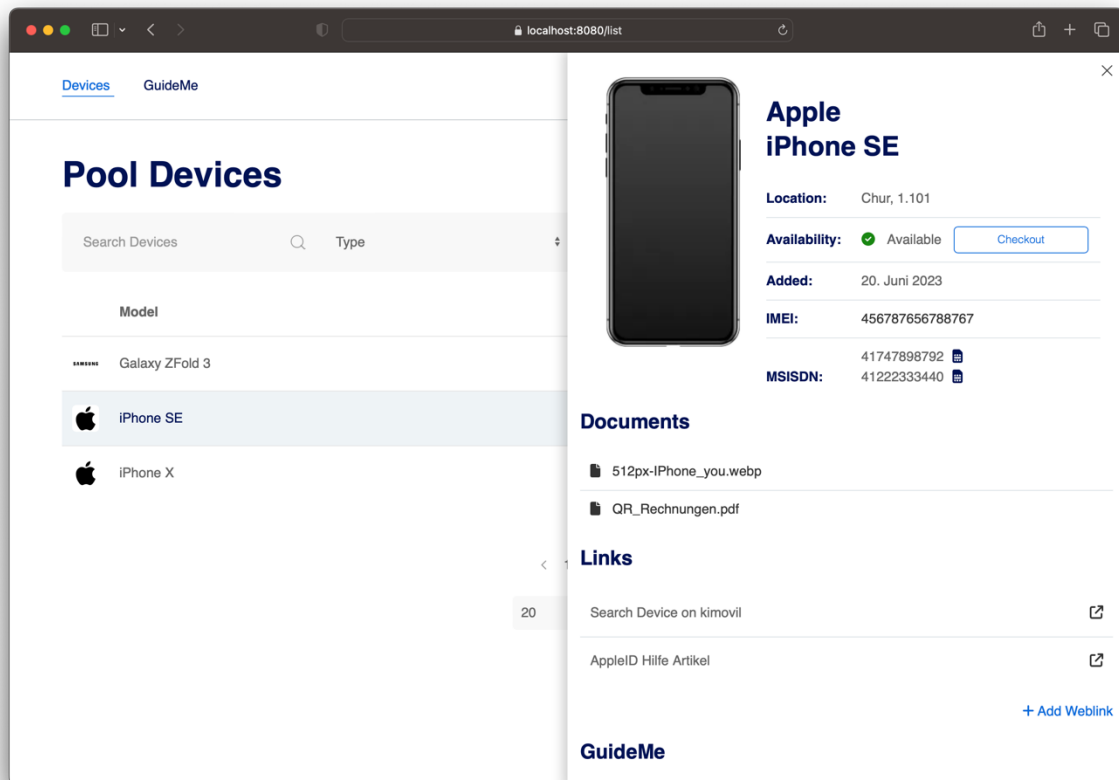 localhost:8080/list
Devices GuideMe
Pool Devices
Search Devices Type
Model
SAMSUNG Galaxy ZFold 3
iPhone SE
iPhone X
1
20
Apple
iPhone SE
Location: Chur, 1.101
Availability: Available Checkout
Added: 20. Juni 2023
IMEI: 456787656788767
41747898792
MSISDN: 41222333440
Documents
512px-IPhone_you.webp
QR_Rechnungen.pdf
Links
Search Device on kimovil
AppleID Hilfe Artikel
+ Add Weblink
GuideMe